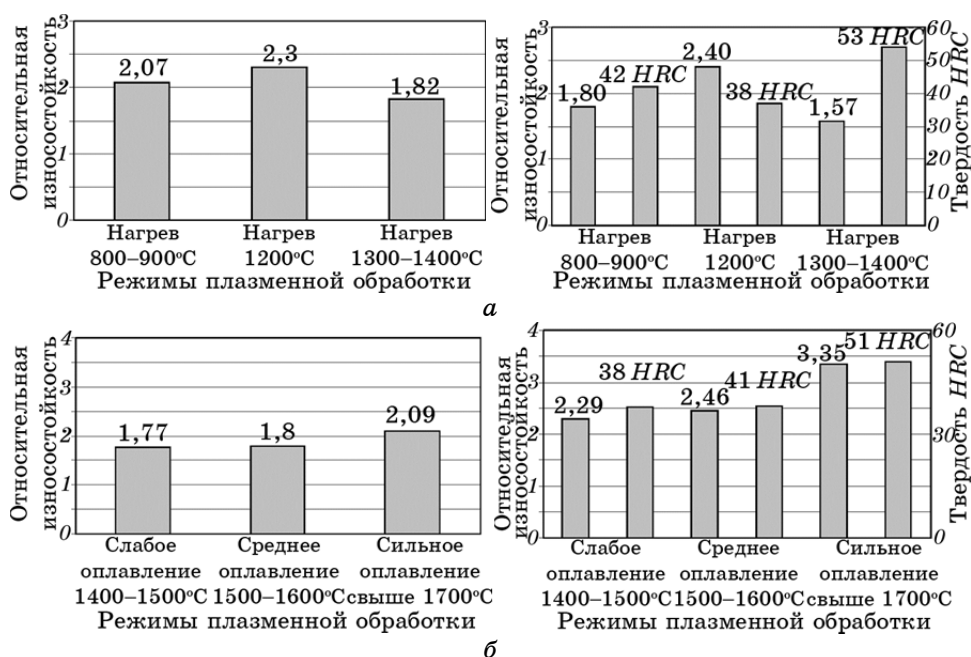 Относительная
износостойкость
3
2
1
0
2,07
2,3
1,82
Нагрев
800–900°C
Нагрев
1200°C
Нагрев
1300–1400°C
Режимы плазменной обработки
Относительная
износостойкость
3
2
1
0
1,80
42 HRC
2,40
38 HRC
1,57
53 HRC
60
50
40
30
20
10
0
Твердость HRC
Нагрев
800–900°C
Нагрев
1200°C
Нагрев
1300–1400°C
Режимы плазменной обработки
а
Относительная
износостойкость
4
3
2
1
0
1,77
1,8
2,09
Слабое
оплавление
1400–1500°C
Среднее
оплавление
1500–1600°C
Сильное
оплавление
свыше 1700°C
Режимы плазменной обработки
Относительная
износостойкость
4
3
2
1
0
2,29
38 HRC
2,46
41 HRC
3,35
51 HRC
60
30
0
Твердость HRC
Слабое
оплавление
1400–1500°C
Среднее
оплавление
1500–1600°C
Сильное
оплавление
свыше 1700°C
Режимы плазменной обработки
б